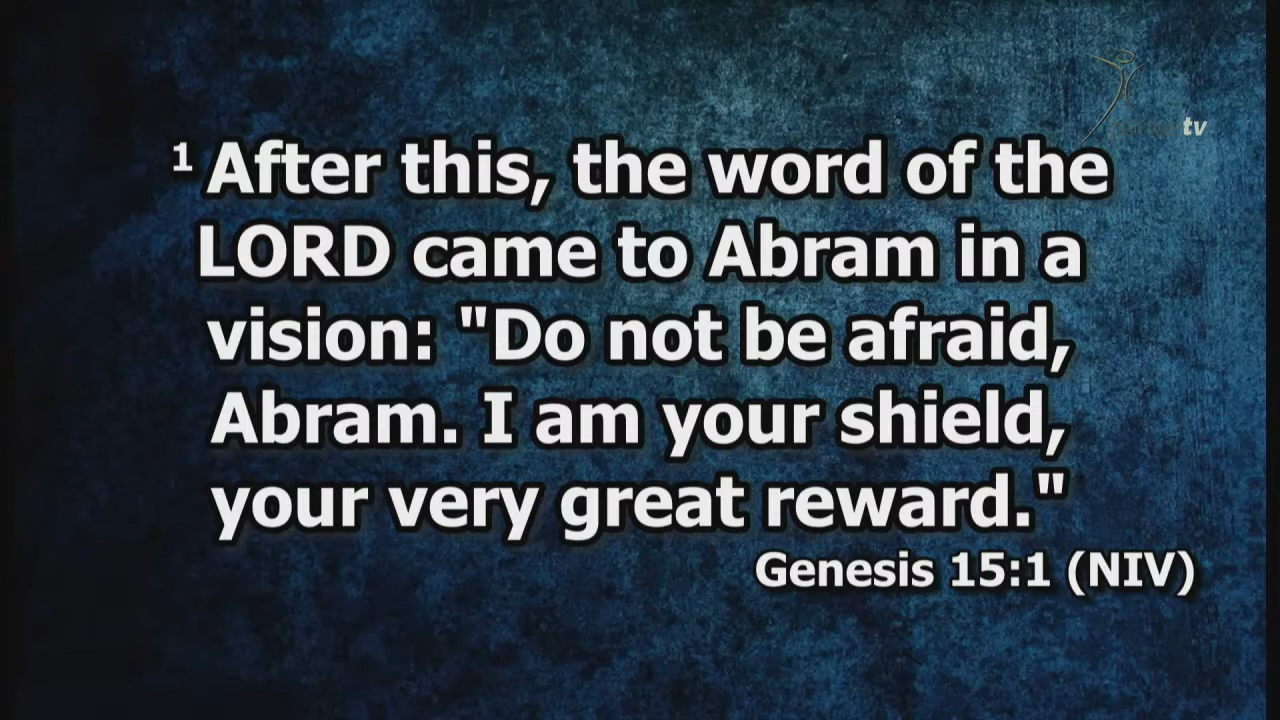 tv
1 After this, the word of the
LORD came to Abram in a
vision: "Do not be afraid,
Abram. I am your shield,
your very great reward."
Genesis 15:1 (NIV)